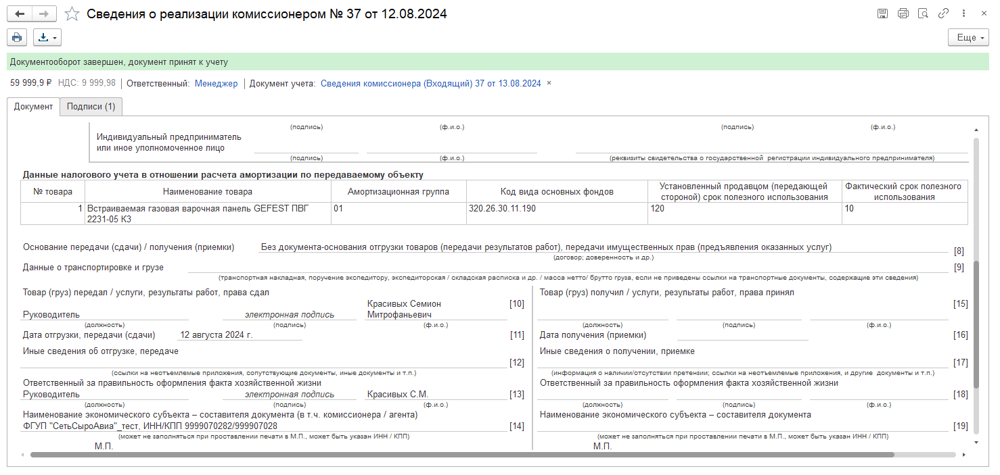 Сведения о реализации комиссионером № 37 от 12.08.2024
Еще
Документооборот завершен, документ принят к учету
59 999,9 ₽ НДС: 9 999,98 Ответственный: Менеджер Документ учета: Сведения комиссионера (Входящий) 37 от 13.08.2024 ×
Документ Подписи (1)
(подпись) (ф.и.о.) (подпись) (ф.и.о.)
Индивидуальный предприниматель
или иное уполномоченное лицо
(подпись) (ф.и.о.) (реквизиты свидетельства о государственной регистрации индивидуального предпринимателя)
Данные налогового учета в отношении расчета амортизации по передаваемому объекту
№ товара Наименование товара Амортизационная группа Код вида основных фондов Установленный продавцом (передающей стороной) срок полезного использования Фактический срок полезного использования
1 Встраиваемая газовая варочная панель GEFEST ПВГ 2231-05 К3 01 320.26.30.11.190 120 10
Основание передачи (сдачи) / получения (приемки) Без документа-основания отгрузки товаров (передачи результатов работ), передачи имущественных прав (предъявления оказанных услуг) [8]
(договор; доверенность и др.)
Данные о транспортировке и грузе [9]
(транспортная накладная, поручение экспедитору, экспедиторская / складская расписка и др. / масса нетто/ брутто груза, если не приведены ссылки на транспортные документы, содержащие эти сведения)
Товар (груз) передал / услуги, результаты работ, права сдал
Руководитель электронная подпись Красивых Семион Митрофаньевич [10]
(должность) (подпись) (ф.и.о.)
Дата отгрузки, передачи (сдачи) 12 августа 2024 г. [11]
Иные сведения об отгрузке, передаче
[12]
(ссылки на неотъемлемые приложения, сопутствующие документы, иные документы и т.п.)
Ответственный за правильность оформления факта хозяйственной жизни
Руководитель электронная подпись Красивых С.М. [13]
(должность) (подпись) (ф.и.о.)
Наименование экономического субъекта – составителя документа (в т.ч. комиссионера / агента)
ФГУП "СетьСыроАвиа"_тест, ИНН/КПП 9999070282/999907028 [14]
(может не заполняться при проставлении печати в М.П., может быть указан ИНН / КПП)
М.П.
Товар (груз) получил / услуги, результаты работ, права принял
[15]
(должность) (подпись) (ф.и.о.)
Дата получения (приемки) [16]
Иные сведения о получении, приемке
[17]
(информация о наличии/отсутствии претензии; ссылки на неотъемлемые приложения, и другие документы и т.п.)
Ответственный за правильность оформления факта хозяйственной жизни
[18]
(должность) (подпись) (ф.и.о.)
Наименование экономического субъекта – составителя документа
[19]
(может не заполняться при проставлении печати в М.П., может быть указан ИНН / КПП)
М.П.